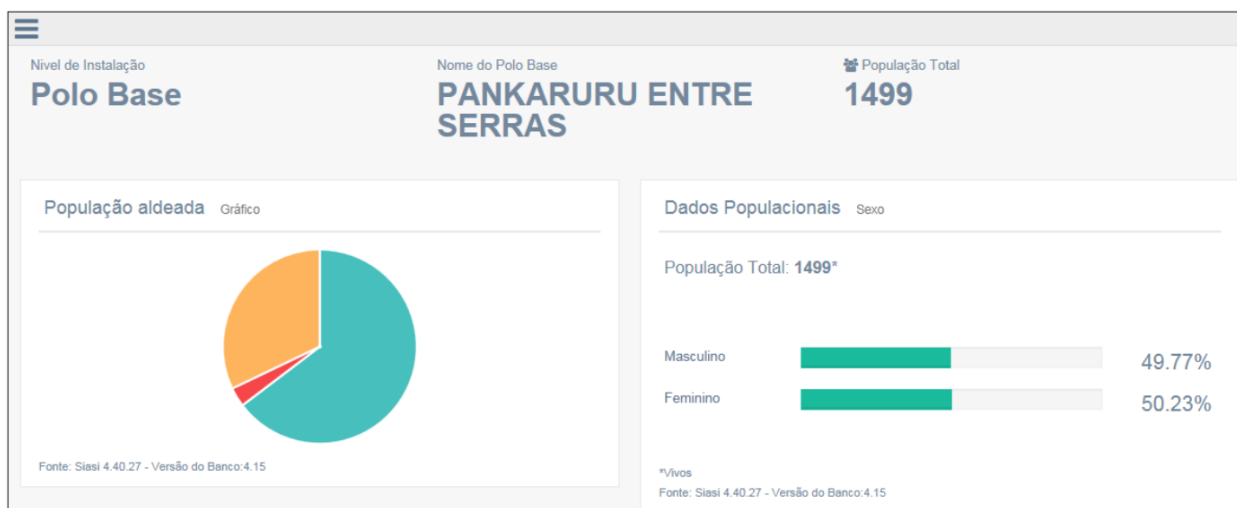 Nivel de Instalação
Polo Base
Nome do Polo Base
PANKARURU ENTRE
SERRAS
População Total
1499
População aldeada Gráfico
Fonte: Siasi 4.40.27 - Versão do Banco:4.15
Dados Populacionais Sexo
População Total: 1499*
Masculino 49.77%
Feminino 50.23%
*Vivos
Fonte: Siasi 4.40.27 - Versão do Banco:4.15